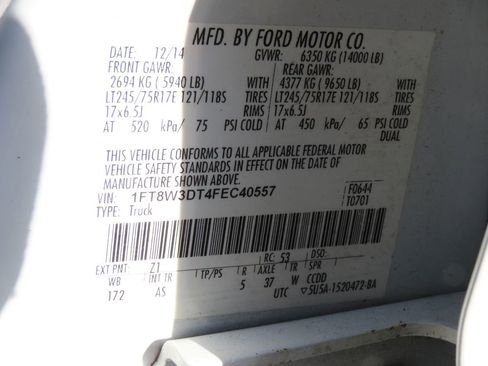 MFD. BY FORD MOTOR CO.
DATE: 12/14 GVWR: 6350 KG (14000 LB)
FRONT GAWR: REAR GAWR:
2694 KG (5940 LB) WITH 4377 KG (9650 LB) WITH
LT245/75R17E 121/118S TIRES LT245/75R17E 121/118S TIRES
17x6.5J 17x6.5J
AT 520 kPa/ 75 PSI COLD AT 450 kPa/ 65 PSI COLD
DUAL
THIS VEHICLE CONFORMS TO ALL APPLICABLE FEDERAL MOTOR
VEHICLE SAFETY STANDARDS IN EFFECT ON THE DATE OF
MANUFACTURE SHOWN ABOVE.
VIN: 1FT8W3DT4FEC40557 F0644
TYPE: Truck T0701
EXT PNT: Z1 RC: 53 DSO:
WB INT TR TP/PS R AXLE TR SPR
172 AS 5 37 W CCDD
UTC ▽5U5A-1520472-BA